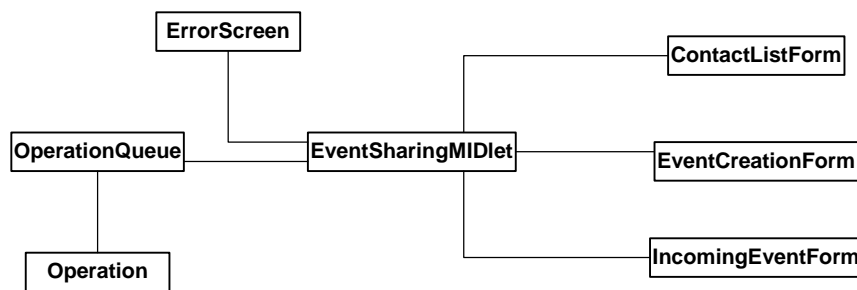 ErrorScreen
ContactListForm
OperationQueue
EventSharingMIDlet
EventCreationForm
Operation
IncomingEventForm